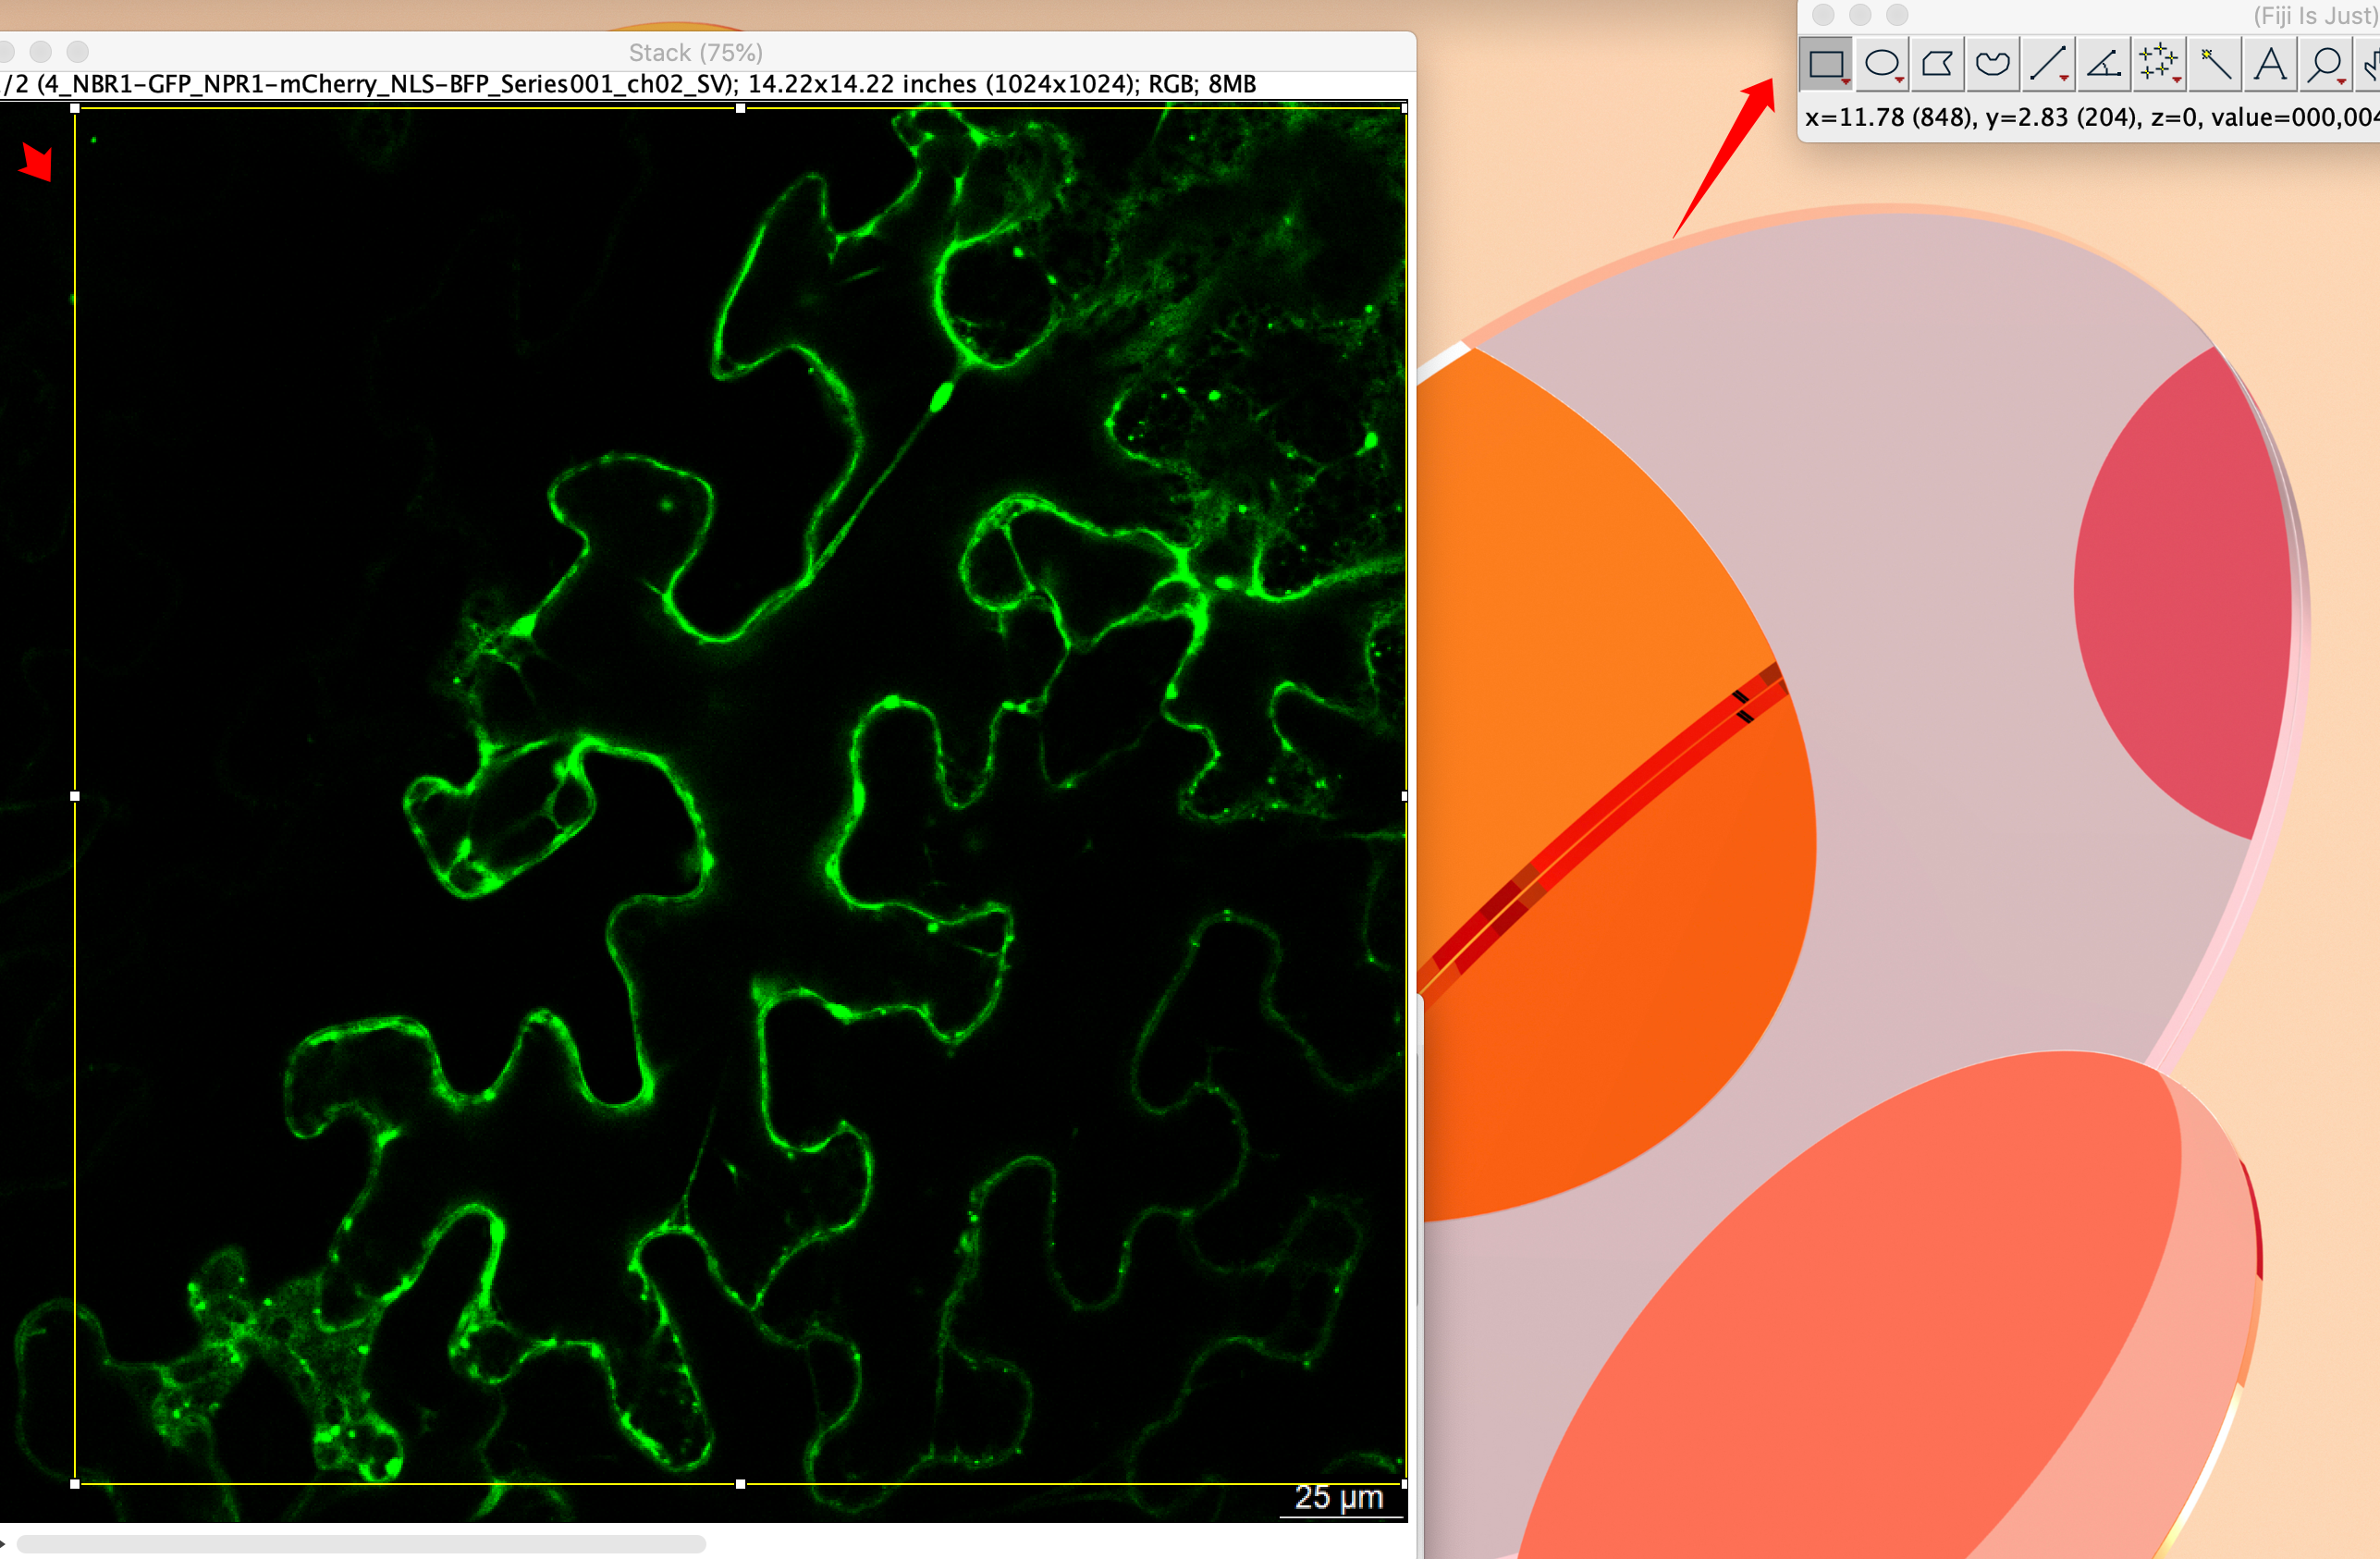 (Fiji Is Just)
Stack (75%)
/2 (4_NBR1-GFP_NPR1-mCherry_NLS-BFP_Series001_ch02_SV); 14.22x14.22 inches (1024x1024); RGB; 8MB
x=11.78 (848), y=2.83 (204), z=0, value=000,004
25 µm